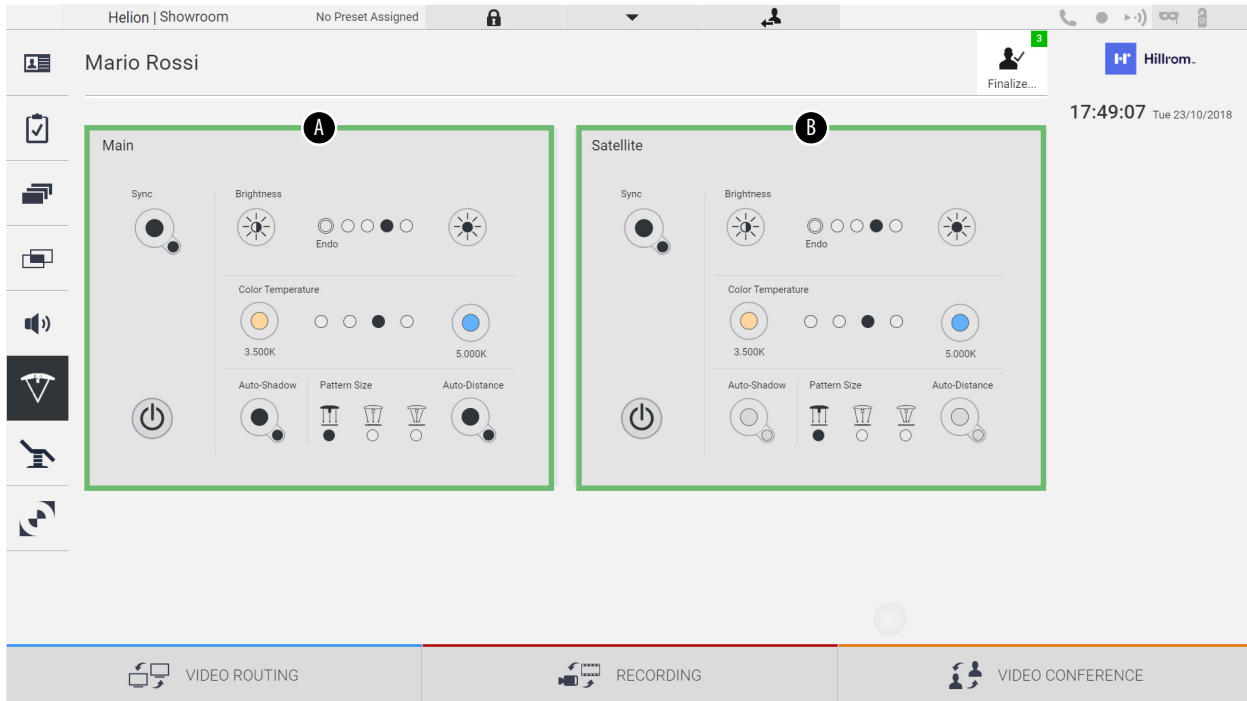 Helion | Showroom
No Preset Assigned
Mario Rossi
3
Finalize...
H+r Hillrom™
17:49:07 Tue 23/10/2018
A
B
Main
Sync
Brightness
Endo
Color Temperature
3.500K
5.000K
Auto-Shadow
Pattern Size
Auto-Distance
Satellite
Sync
Brightness
Endo
Color Temperature
3.500K
5.000K
Auto-Shadow
Pattern Size
Auto-Distance
VIDEO ROUTING
RECORDING
VIDEO CONFERENCE